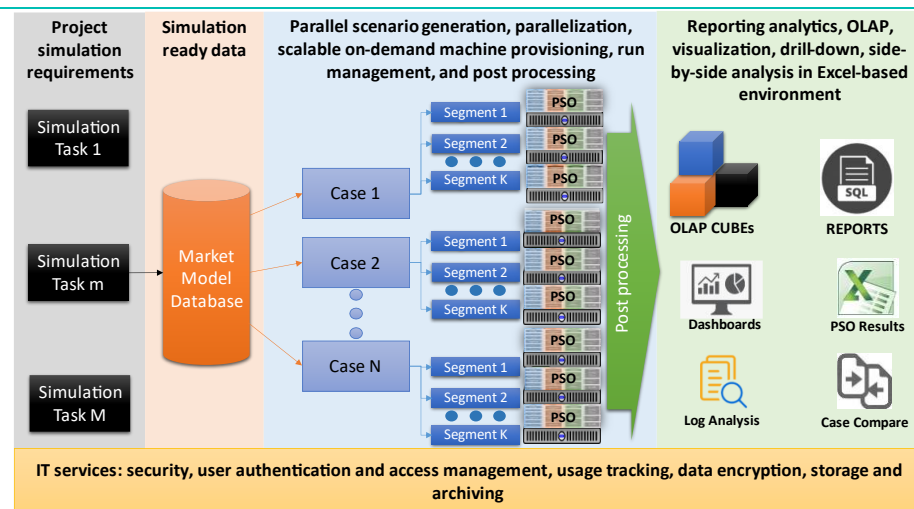 Project
simulation
requirements
Simulation
Task 1
Simulation
Task m
Simulation
Task M
Simulation
ready data
Market
Model
Database
Parallel scenario generation, parallelization,
scalable on-demand machine provisioning, run
management, and post processing
Case 1
Segment 1
Segment 2
Segment K
PSO
PSO
PSO
Case 2
Segment 1
Segment 2
Segment K
PSO
PSO
PSO
Case N
Segment 1
Segment 2
Segment K
PSO
PSO
PSO
Post processing
Reporting analytics, OLAP,
visualization, drill-down, side-
by-side analysis in Excel-based
environment
OLAP CUBEs
SQL
REPORTS
Dashboards
PSO Results
Log Analysis
Case Compare
IT services: security, user authentication and access management, usage tracking, data encryption, storage and
archiving